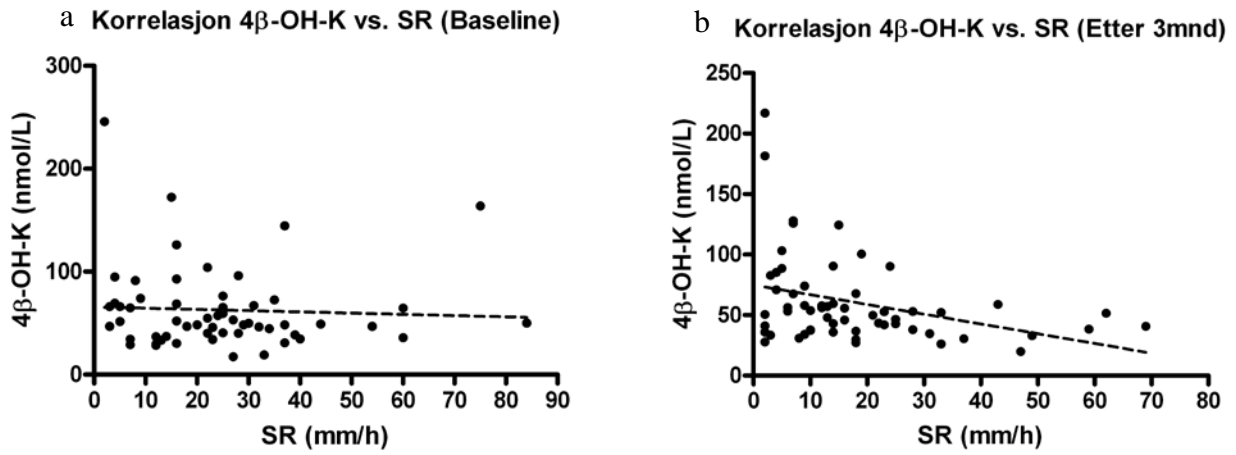 a Korrelasjon 4β-OH-K vs. SR (Baseline)
300
200
100
0
4β-OH-K (nmol/L)
0 10 20 30 40 50 60 70 80 90
SR (mm/h)
b Korrelasjon 4β-OH-K vs. SR (Etter 3mnd)
250
200
150
100
50
0
4β-OH-K (nmol/L)
0 10 20 30 40 50 60 70 80
SR (mm/h)